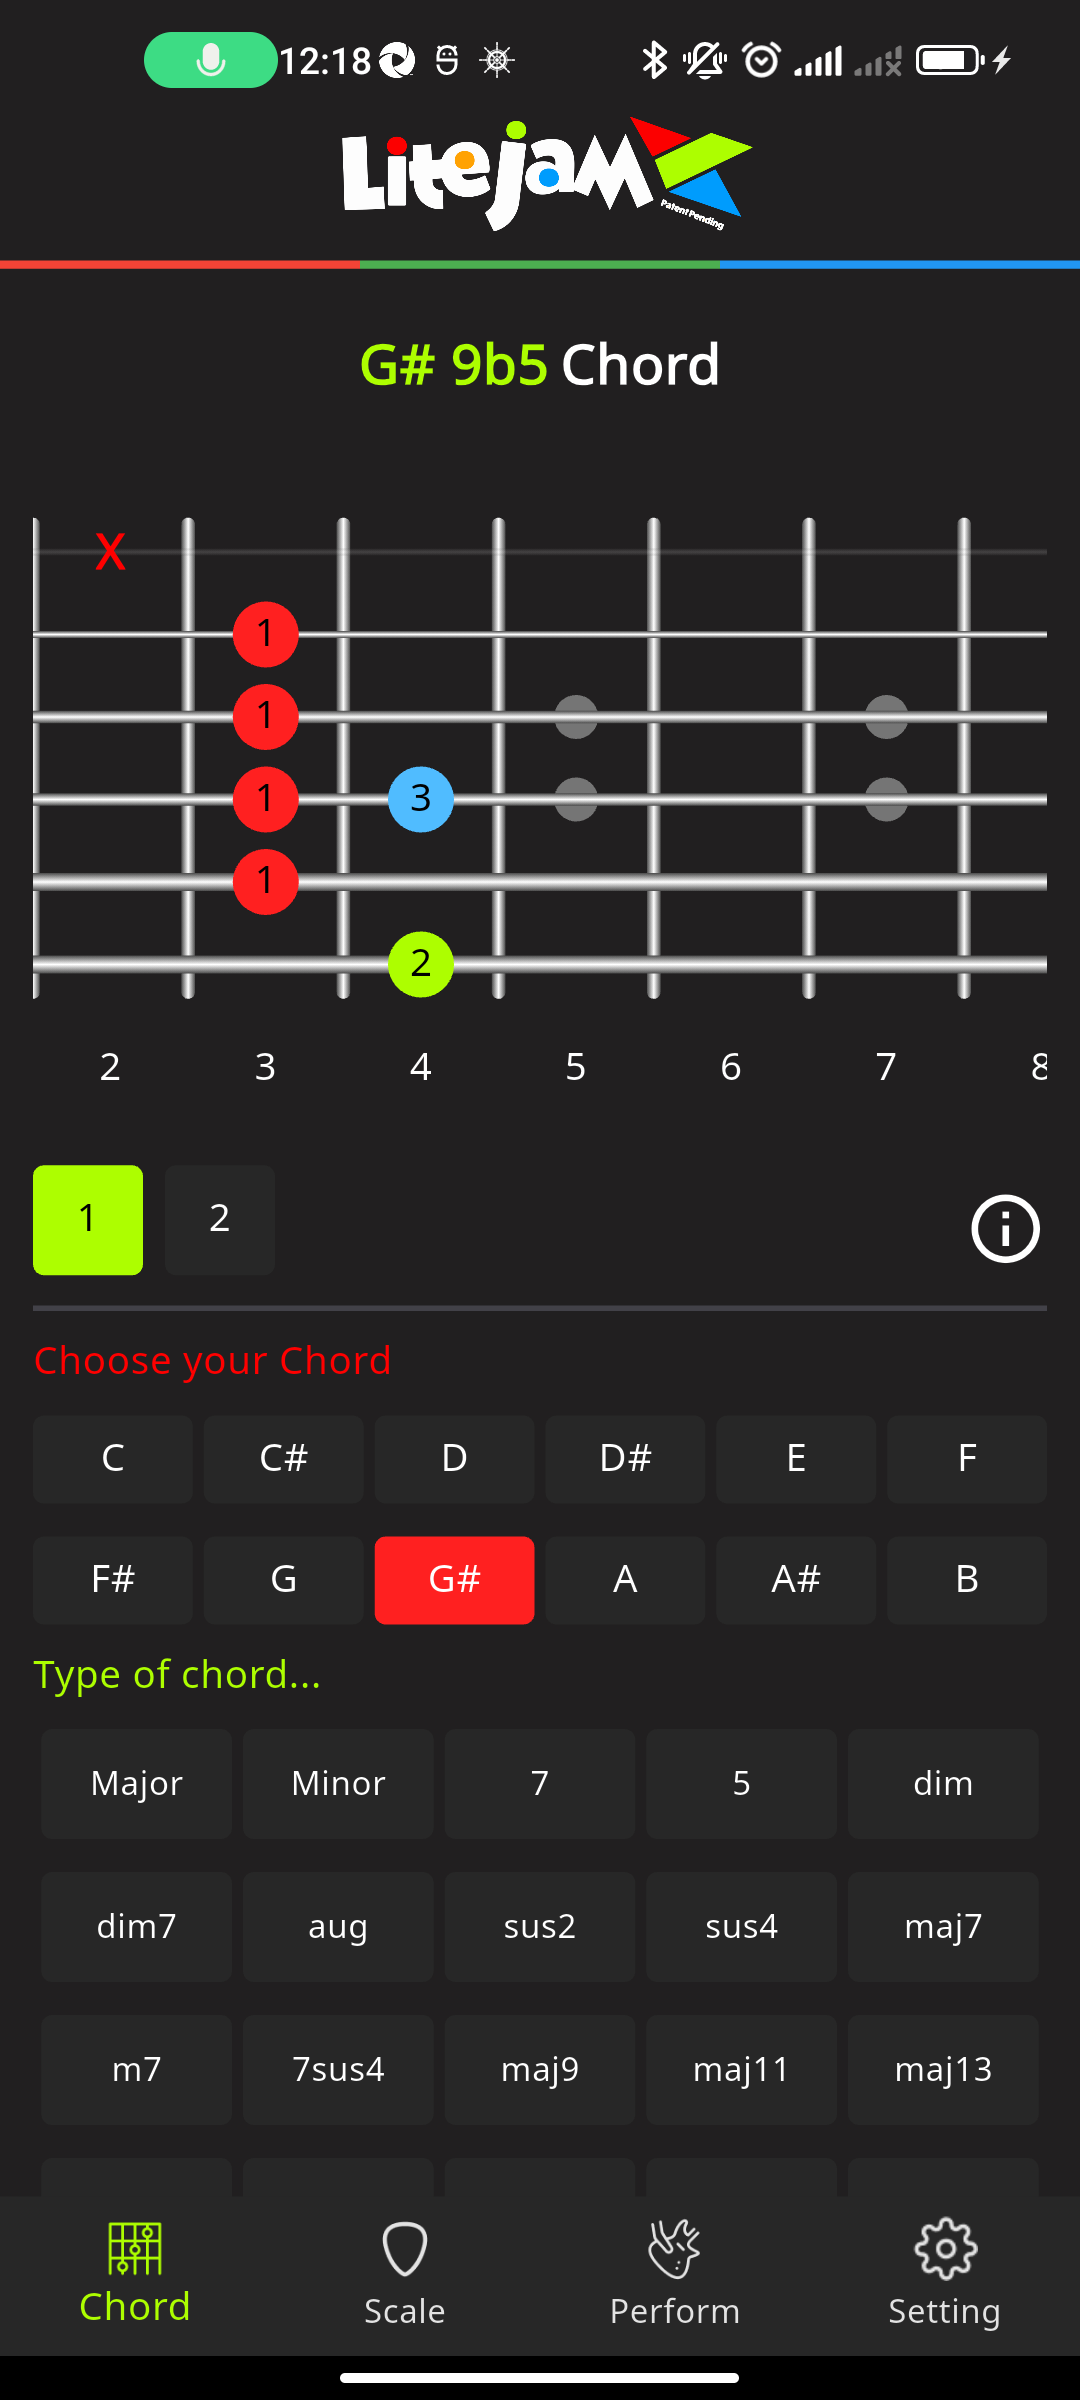 12:18
Litejam
Patent Pending
G# 9b5 Chord
X
1
1
1 3
1
2
2 3 4 5 6 7 8
1 2
Choose your Chord
C C# D D# E F
F# G G# A A# B
Type of chord...
Major Minor 7 5 dim
dim7 aug sus2 sus4 maj7
m7 7sus4 maj9 maj11 maj13
Chord Scale Perform Setting